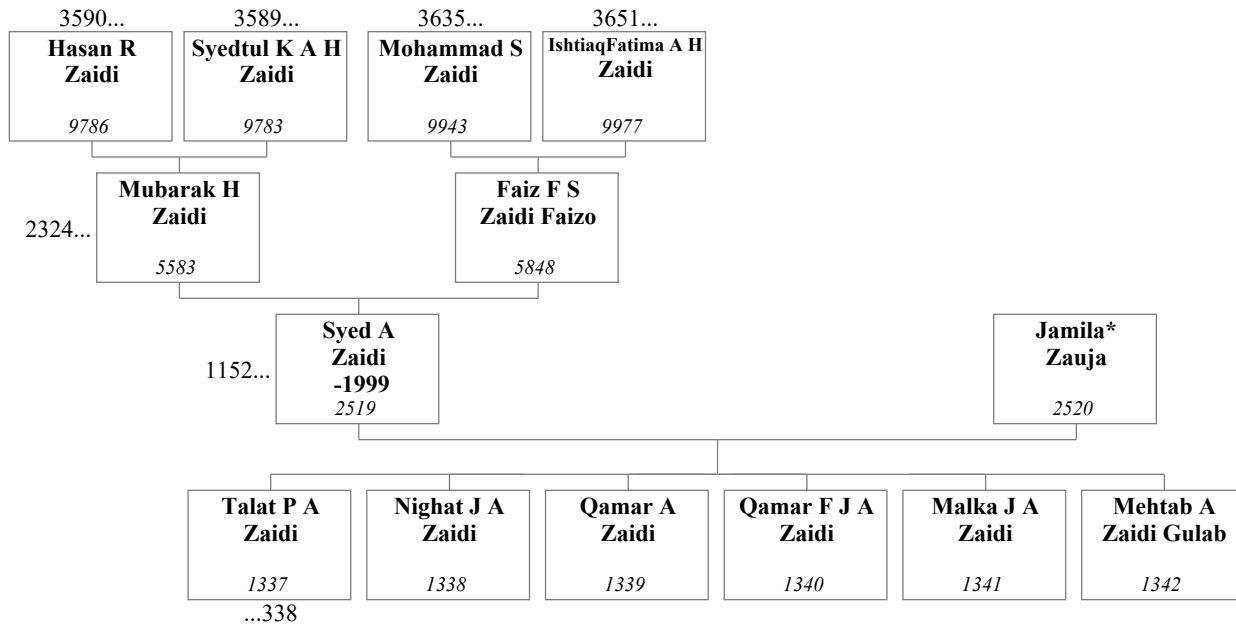 3590...
3589...
3635...
3651...
Hasan R
Zaidi
9786
Syedtul K A H
Zaidi
9783
Mohammad S
Zaidi
9943
IshtiaqFatima A H
Zaidi
9977
2324...
Mubarak H
Zaidi
5583
Faiz F S
Zaidi Faizo
5848
1152...
Syed A
Zaidi
-1999
2519
Jamila*
Zauja
2520
Talat P A
Zaidi
1337
...338
Nighat J A
Zaidi
1338
Qamar A
Zaidi
1339
Qamar F J A
Zaidi
1340
Malka J A
Zaidi
1341
Mehtab A
Zaidi Gulab
1342